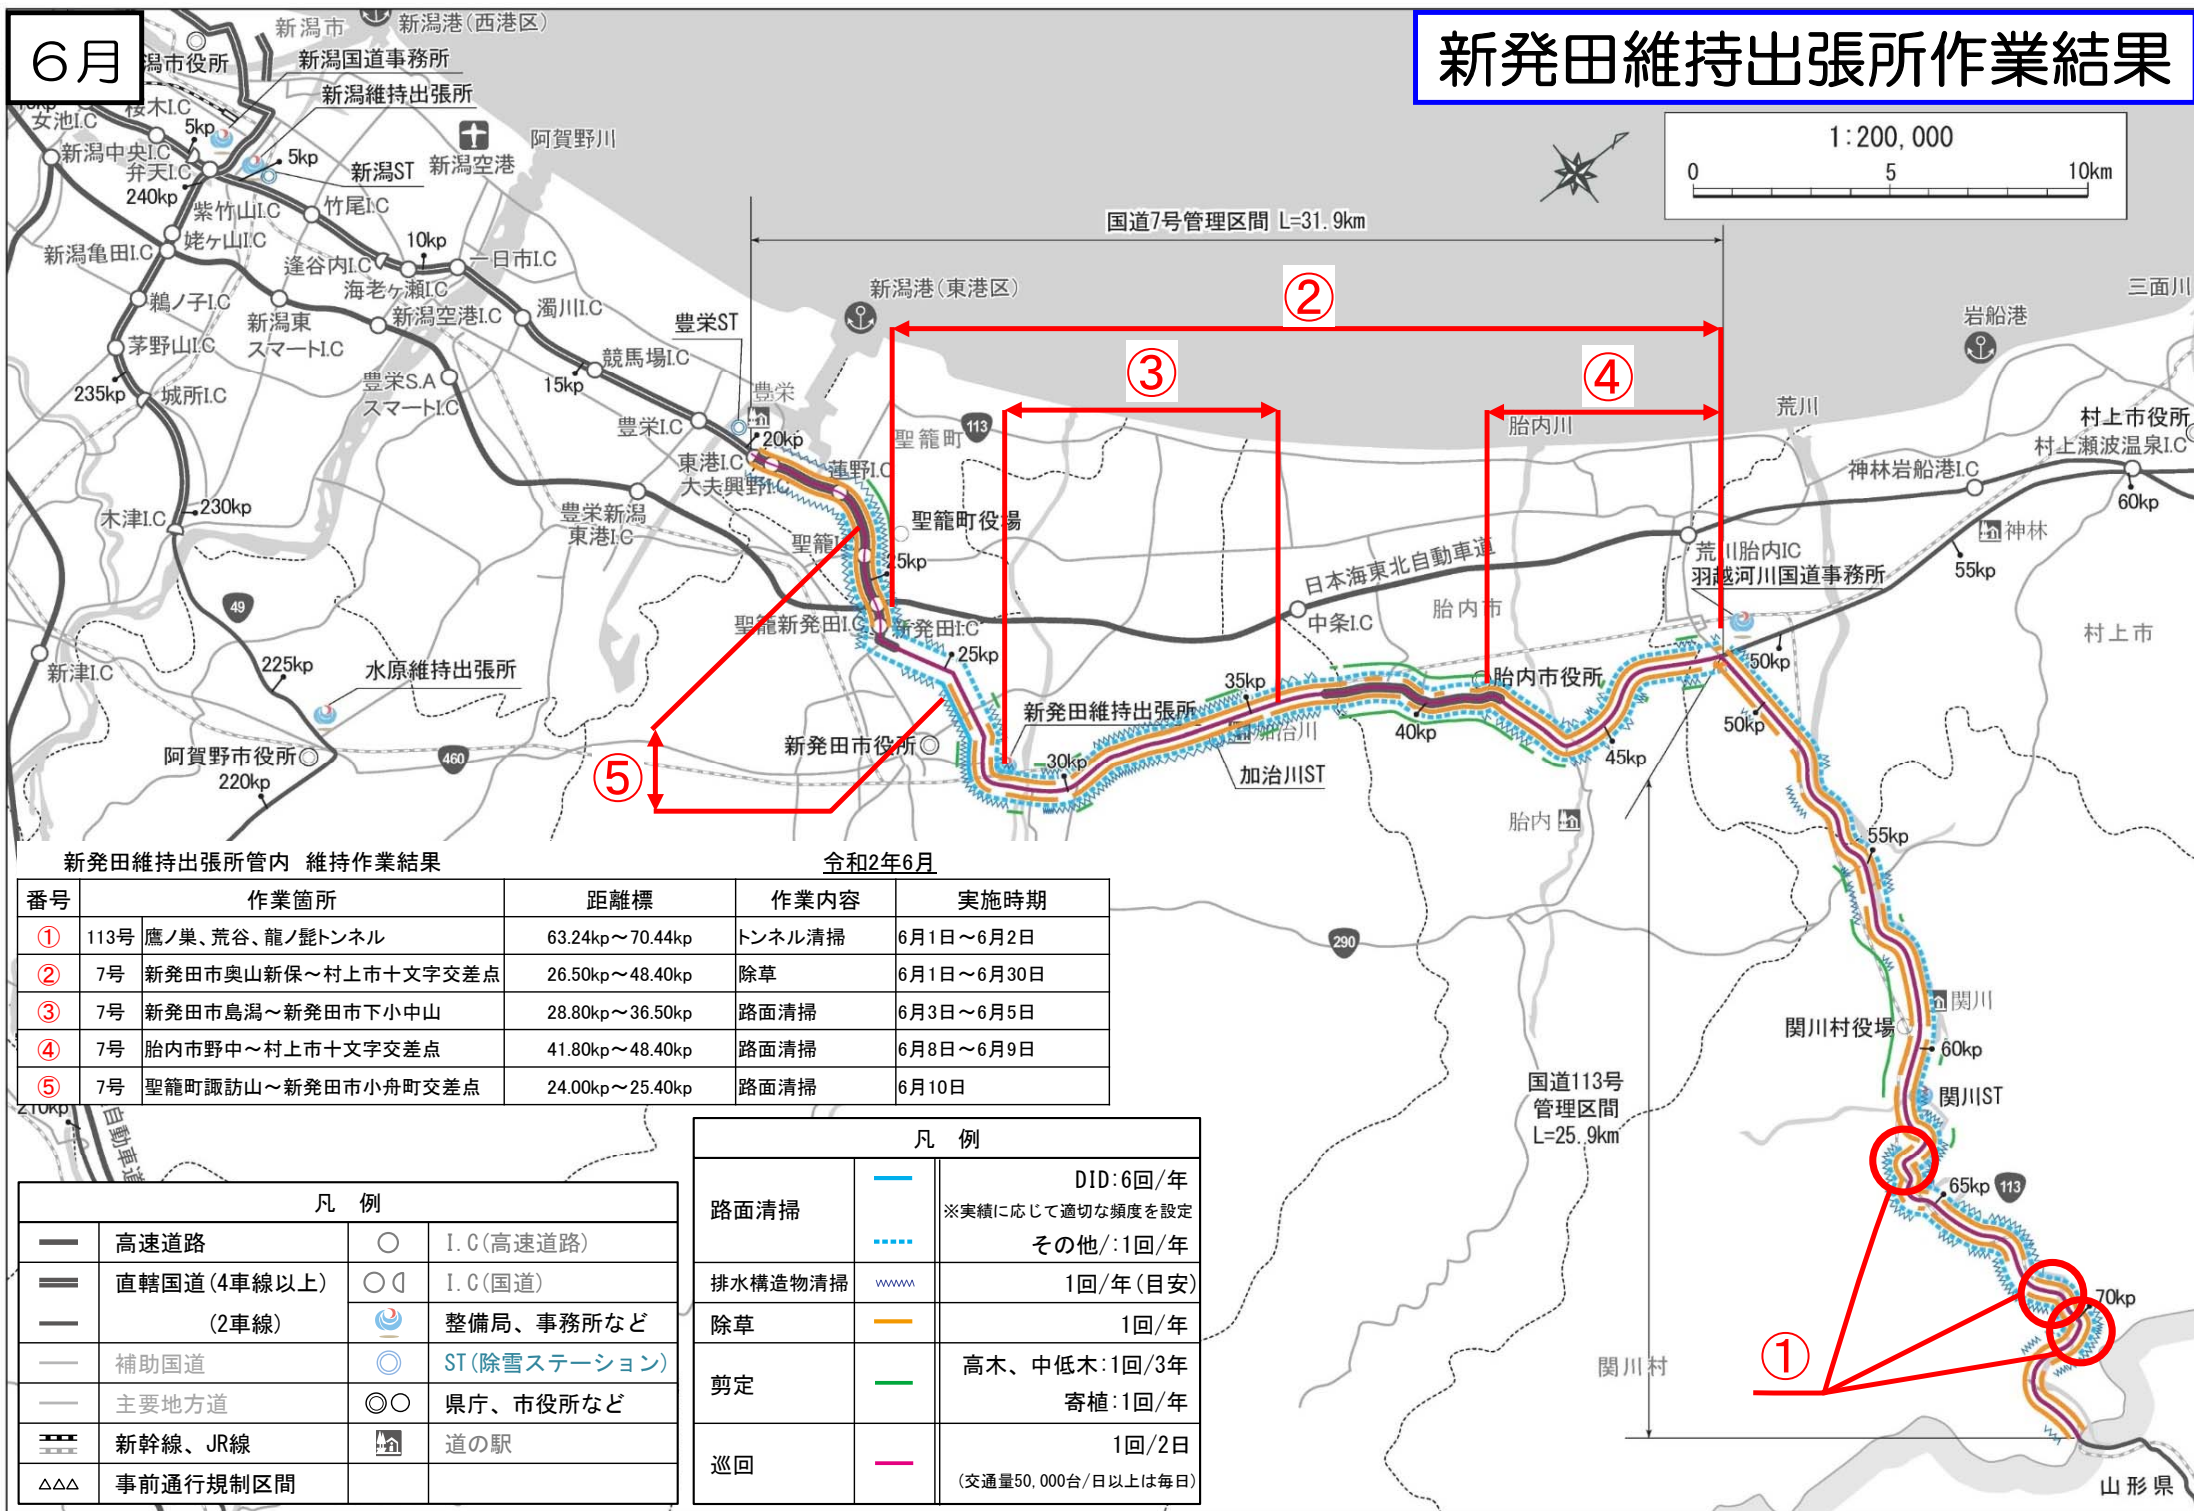 6月
新発田維持出張所作業結果
新潟市
新潟港(西港区)
潟市役所
新潟国道事務所
新潟維持出張所
新潟ST
新潟空港
阿賀野川
桜木I.C
女池I.C
5kp
新潟中央I.C
弁天I.C
5kp
240kp
紫竹山I.C
竹尾I.C
姥ヶ山I.C
新潟亀田I.C
10kp
逢谷内I.C
一日市I.C
海老ヶ瀬I.C
鵜ノ子I.C
新潟東
スマートI.C
新潟空港I.C
濁川I.C
茅野山I.C
235kp
城所I.C
豊栄S.A
スマートI.C
15kp
競馬場I.C
豊栄ST
豊栄
豊栄I.C
20kp
東港I.C
大夫興野I.C
蓮野I.C
木津I.C
230kp
豊栄新潟
東港I.C
聖籠I
聖籠町役場
25kp
聖籠新発田I.C
新発田I.C
25kp
49
新津I.C
225kp
水原維持出張所
阿賀野市役所
220kp
460
1:200,000
0
5
10km
国道7号管理区間 L=31.9km
新潟港(東港区)
②
③
④
聖籠町
113
胎内川
荒川
岩船港
三面川
村上市役所
村上瀬波温泉I.C
神林岩船港I.C
60kp
神林
55kp
荒川胎内IC
羽越河川国道事務所
日本海東北自動車道
中条I.C
胎内市
村上市
50kp
50kp
胎内市役所
35kp
新発田維持出張所
加治川
加治川ST
新発田市役所
30kp
40kp
45kp
⑤
胎内
55kp
290
関川
関川村役場
60kp
関川ST
国道113号
管理区間
L=25.9km
65kp
113
70kp
①
関川村
山形県
210kp
自動車道
新発田維持出張所管内 維持作業結果
令和2年6月
番号 作業箇所 距離標 作業内容 実施時期
① 113号 鷹ノ巣、荒谷、龍ノ髭トンネル 63.24kp～70.44kp トンネル清掃 6月1日～6月2日
② 7号 新発田市奥山新保～村上市十文字交差点 26.50kp～48.40kp 除草 6月1日～6月30日
③ 7号 新発田市島潟～新発田市下小中山 28.80kp～36.50kp 路面清掃 6月3日～6月5日
④ 7号 胎内市野中～村上市十文字交差点 41.80kp～48.40kp 路面清掃 6月8日～6月9日
⑤ 7号 聖籠町諏訪山～新発田市小舟町交差点 24.00kp～25.40kp 路面清掃 6月10日
凡 例
高速道路 I.C(高速道路)
直轄国道(4車線以上) I.C(国道)
(2車線) 整備局、事務所など
補助国道 ST(除雪ステーション)
主要地方道 県庁、市役所など
新幹線、JR線 道の駅
事前通行規制区間
凡 例
路面清掃 DID:6回/年
※実績に応じて適切な頻度を設定
その他/:1回/年
排水構造物清掃 1回/年(目安)
除草 1回/年
剪定 高木、中低木:1回/3年
寄植:1回/年
巡回 1回/2日
(交通量50,000台/日以上は毎日)